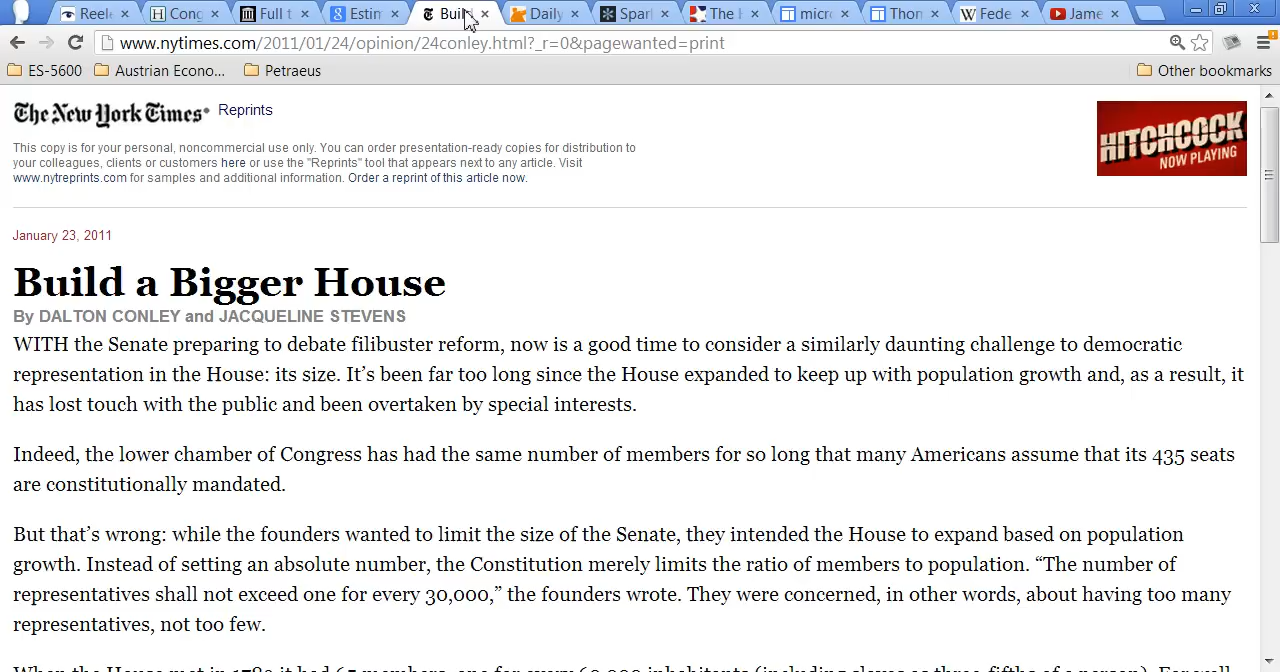 Reel
Cong
Full t
Estim
Buil
Daily
Spar
The
micr
Thon
Fede
Jame
www.nytimes.com/2011/01/24/opinion/24conley.html?_r=0&pagewanted=print
ES-5600
Austrian Econo...
Petraeus
Other bookmarks
The New York Times
Reprints
This copy is for your personal, noncommercial use only. You can order presentation-ready copies for distribution to
your colleagues, clients or customers here or use the "Reprints" tool that appears next to any article. Visit
www.nytreprints.com for samples and additional information. Order a reprint of this article now.
HITCHCOCK
NOW PLAYING
January 23, 2011
Build a Bigger House
By DALTON CONLEY and JACQUELINE STEVENS
WITH the Senate preparing to debate filibuster reform, now is a good time to consider a similarly daunting challenge to democratic
representation in the House: its size. It’s been far too long since the House expanded to keep up with population growth and, as a result, it
has lost touch with the public and been overtaken by special interests.
Indeed, the lower chamber of Congress has had the same number of members for so long that many Americans assume that its 435 seats
are constitutionally mandated.
But that’s wrong: while the founders wanted to limit the size of the Senate, they intended the House to expand based on population
growth. Instead of setting an absolute number, the Constitution merely limits the ratio of members to population. “The number of
representatives shall not exceed one for every 30,000,” the founders wrote. They were concerned, in other words, about having too many
representatives, not too few.